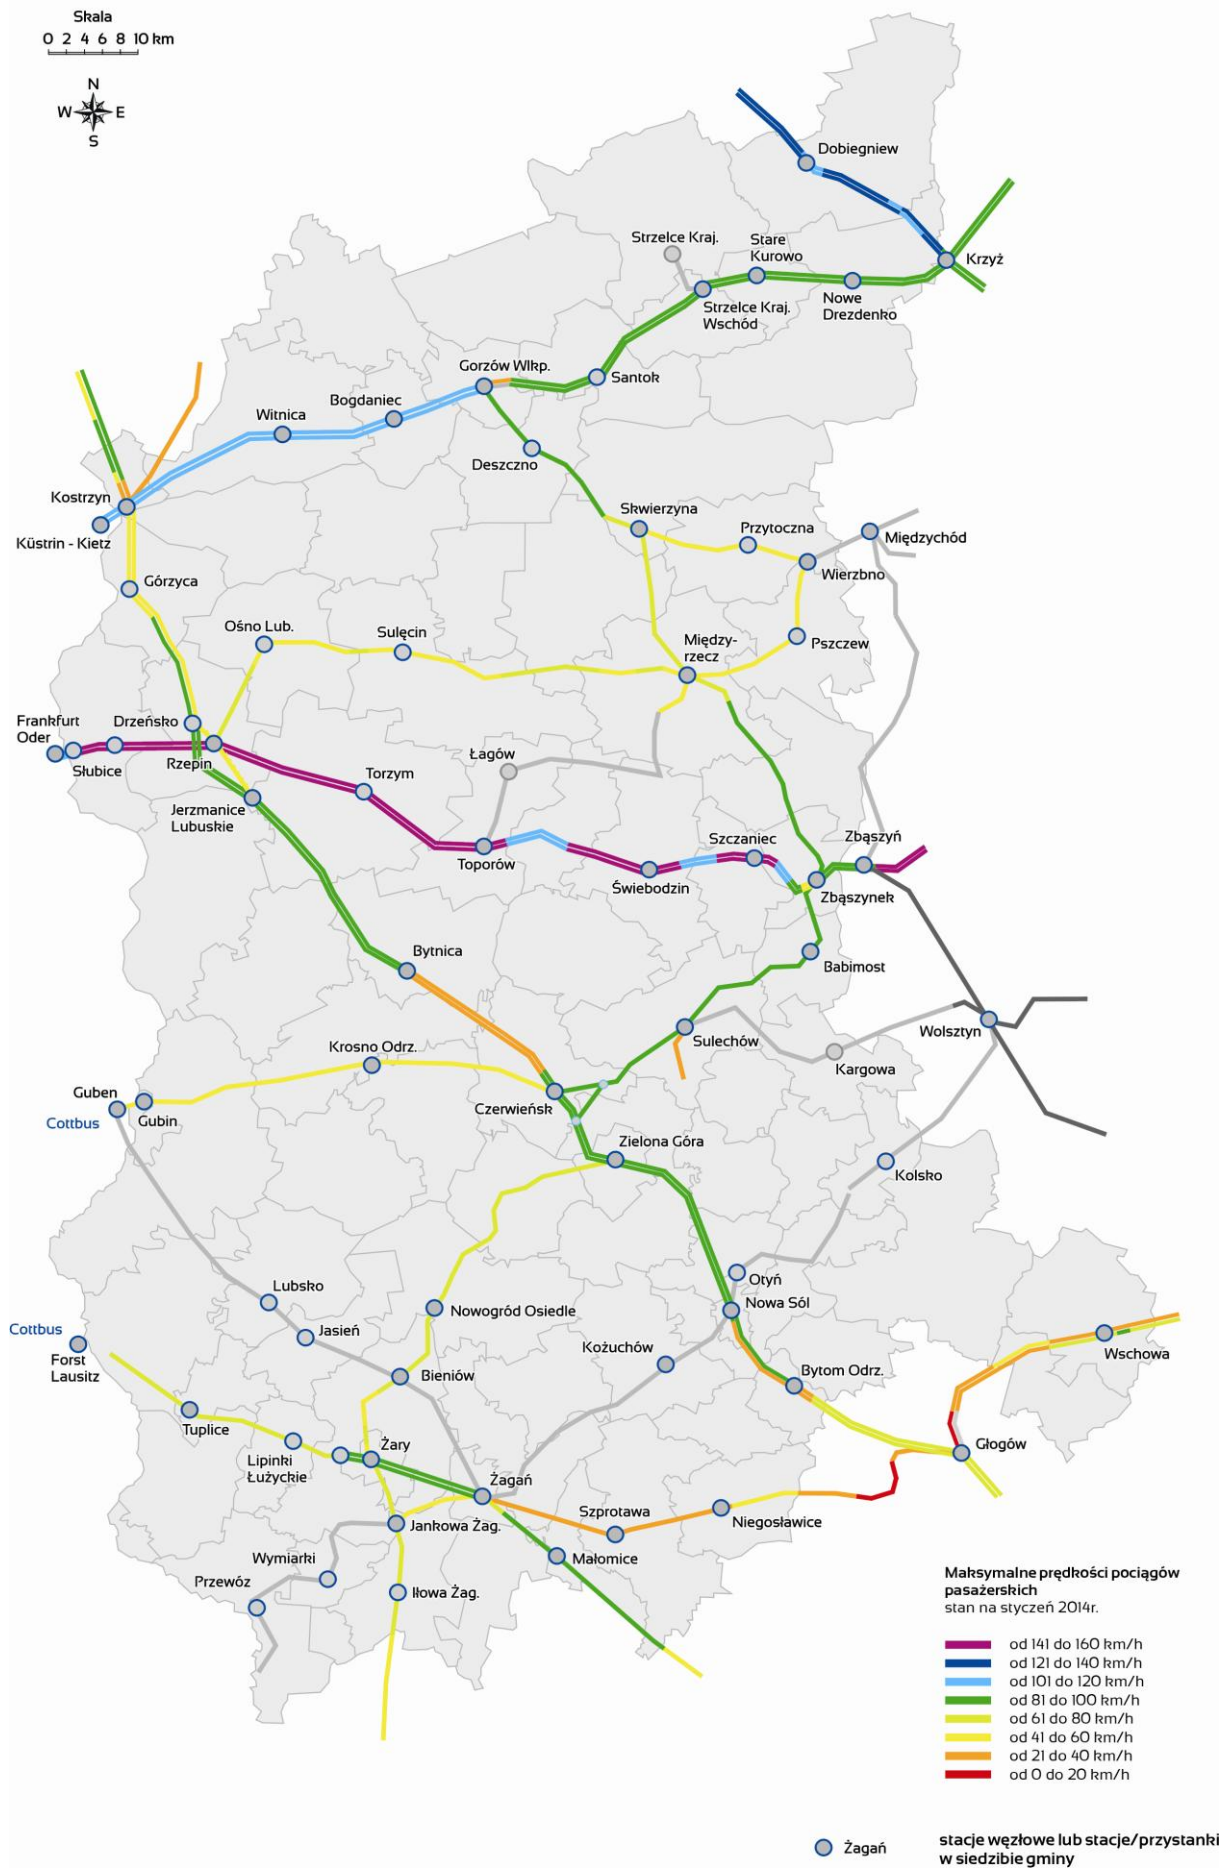 Skala
0 2 4 6 8 10 km
N
W E
S
Dobiegniew
Strzelce Kraj.
Stare
Kurowo
Krzyż
Nowe
Drezdenko
Strzelce Kraj.
Wschód
Gorzów Wlkp.
Santok
Bogdaniec
Witnica
Deszczno
Kostrzyn
Küstrin - Kietz
Skwierzyna
Przytoczna
Międzychód
Wierzbno
Górzyca
Ośno Lub.
Sulęcin
Między-
rzecz
Pszczew
Frankfurt
Oder
Drzeńsko
Słubice
Rzepin
Łagów
Torzym
Jerzmanice
Lubuskie
Toporów
Szczaniec
Zbąszyń
Świebodzin
Zbąszynek
Bytnica
Babimost
Sulechów
Wolsztyn
Krosno Odrz.
Kargowa
Guben
Cottbus
Gubin
Czerwieńsk
Zielona Góra
Kolsko
Lubsko
Otyń
Nowogród Osiedle
Nowa Sól
Cottbus
Jasień
Forst
Lausitz
Kożuchów
Wschowa
Bieniów
Bytom Odrz.
Tuplice
Lipinki
Łużyckie
Żary
Głogów
Żagań
Szprotawa
Niegosławice
Jankowa Żag.
Wymiarki
Małomice
Przewóz
Iłowa Żag.
Maksymalne prędkości pociągów
pasażerskich
stan na styczeń 2014r.
od 141 do 160 km/h
od 121 do 140 km/h
od 101 do 120 km/h
od 81 do 100 km/h
od 61 do 80 km/h
od 41 do 60 km/h
od 21 do 40 km/h
od 0 do 20 km/h
Żagań
stacje węzłowe lub stacje/przystanki
w siedzibie gminy